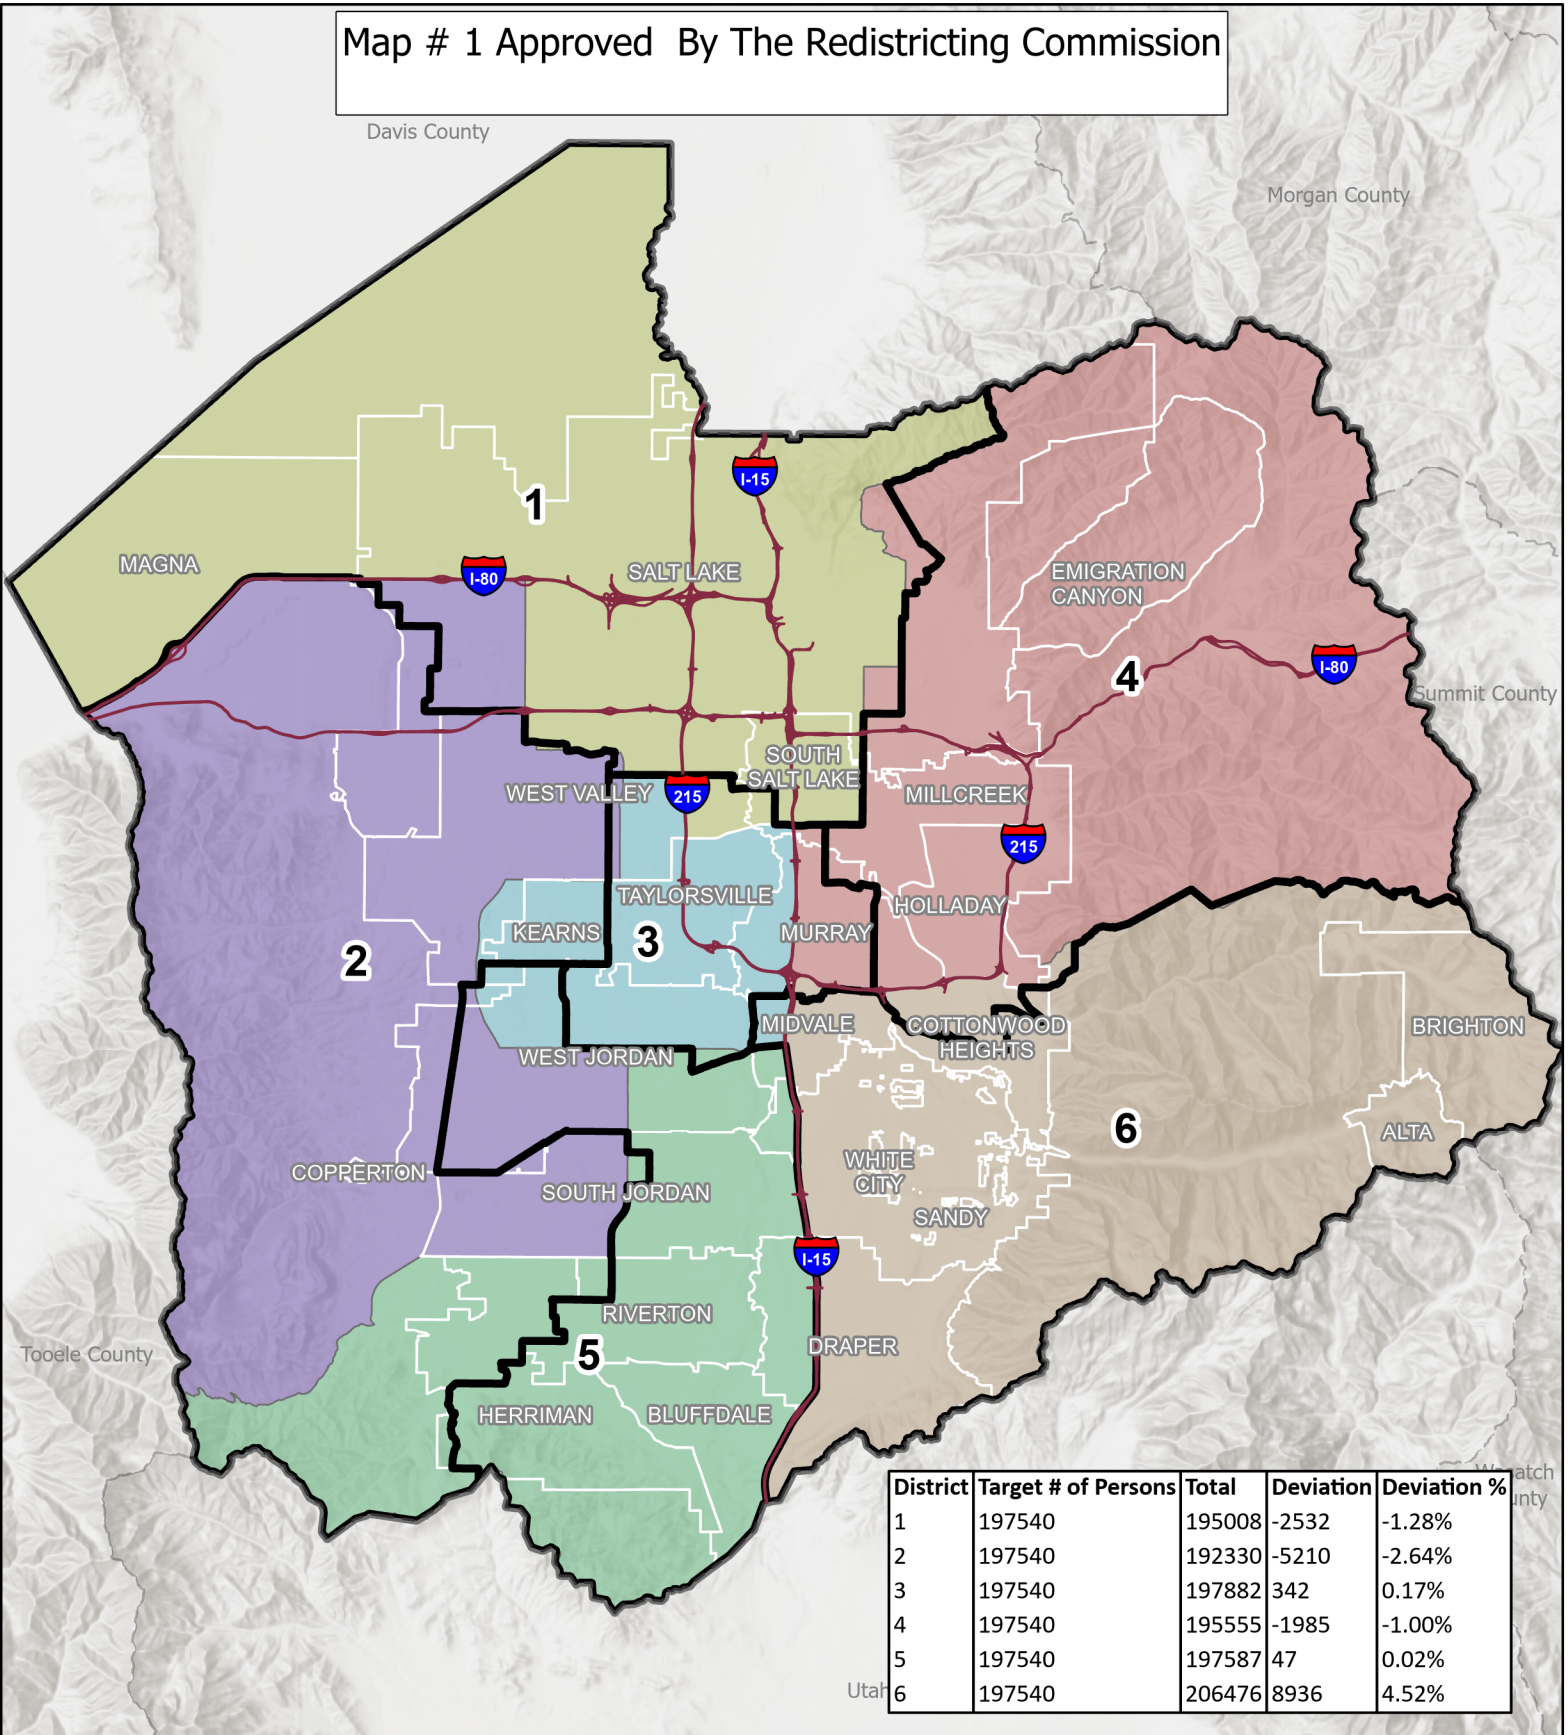 Map # 1 Approved  By The Redistricting Commission
Davis County
Morgan County
I-15
1
MAGNA
I-80
SALT LAKE
EMIGRATION
CANYON
4
I-80
Summit County
SOUTH
SALT LAKE
WEST VALLEY
215
MILLCREEK
215
TAYLORSVILLE
HOLLADAY
KEARNS
3
MURRAY
2
MIDVALE
COTTONWOOD
HEIGHTS
BRIGHTON
WEST JORDAN
6
ALTA
COPPERTON
WHITE
CITY
SOUTH JORDAN
SANDY
I-15
RIVERTON
Tooele County
5
DRAPER
HERRIMAN
BLUFFDALE
District Target # of Persons Total Deviation Deviation %
1 197540 195008 -2532 -1.28%
2 197540 192330 -5210 -2.64%
3 197540 197882 342 0.17%
4 197540 195555 -1985 -1.00%
5 197540 197587 47 0.02%
6 197540 206476 8936 4.52%
Utah